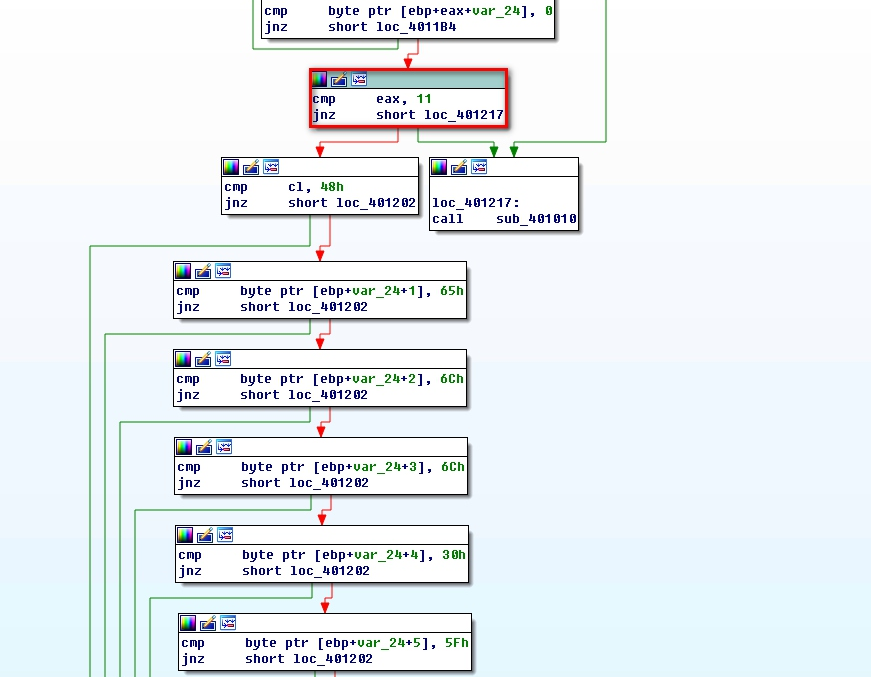 cmp     byte ptr [ebp+eax+var_24], 0
jnz     short loc_4011B4
cmp     eax, 11
jnz     short loc_401217
cmp     cl, 48h
jnz     short loc_401202
loc_401217:
call    sub_401010
cmp     byte ptr [ebp+var_24+1], 65h
jnz     short loc_401202
cmp     byte ptr [ebp+var_24+2], 6Ch
jnz     short loc_401202
cmp     byte ptr [ebp+var_24+3], 6Ch
jnz     short loc_401202
cmp     byte ptr [ebp+var_24+4], 30h
jnz     short loc_401202
cmp     byte ptr [ebp+var_24+5], 5Fh
jnz     short loc_401202